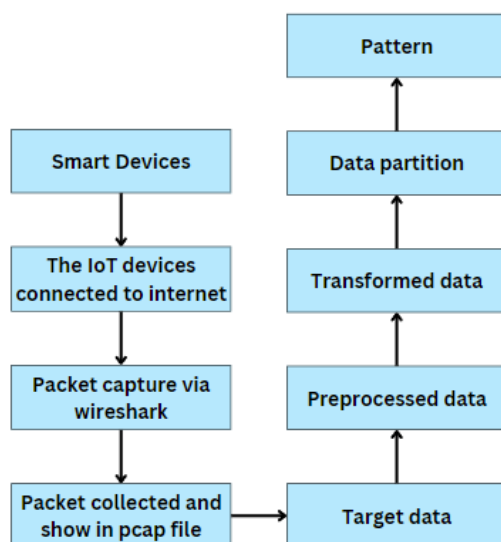 Smart Devices
The IoT devices
connected to internet
Packet capture via
wireshark
Packet collected and
show in pcap file
Target data
Preprocessed data
Transformed data
Data partition
Pattern